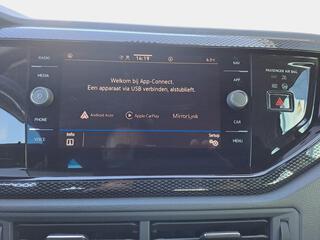 14:19
RADIO
NAV
MEDIA
APP
PASSENGER AIR BAG
Welkom bij App-Connect.
Een apparaat via USB verbinden, alstublieft.
Android Auto
Apple CarPlay
MirrorLink
PHONE
CAR
Info
Setup
VOICE
MENU